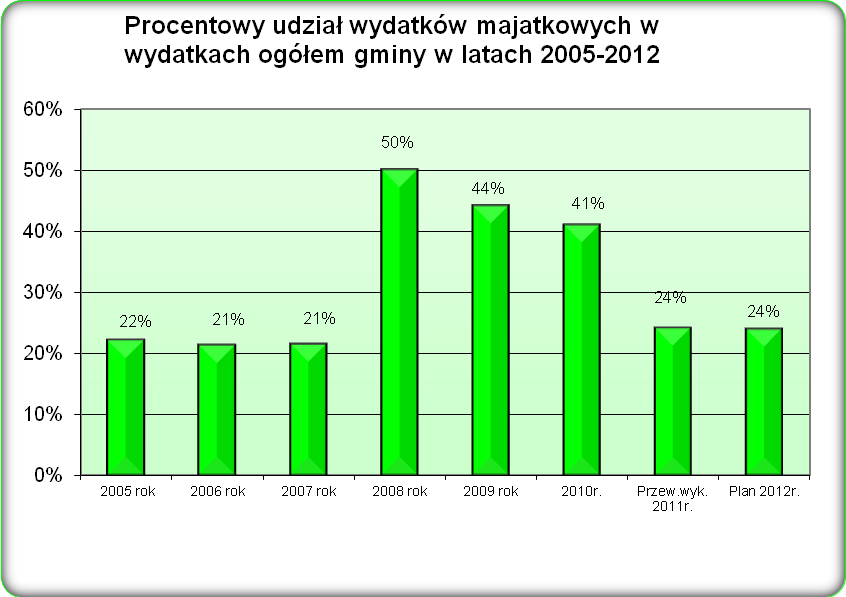 Procentowy udział wydatków majatkowych w
wydatkach ogółem gminy w latach 2005-2012
60%
50%
40%
30%
20%
10%
0%
22%
21%
21%
50%
44%
41%
24%
24%
2005 rok
2006 rok
2007 rok
2008 rok
2009 rok
2010r.
Przew.wyk.
2011r.
Plan 2012r.